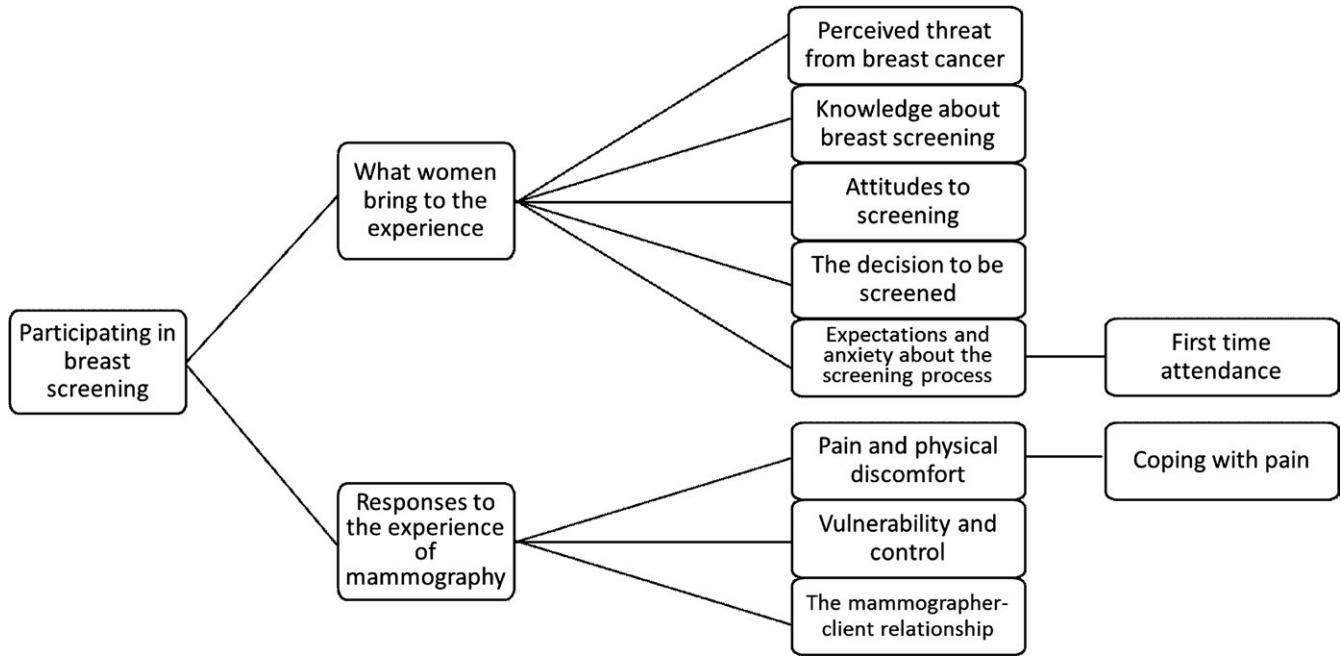 Participating in
breast
screening
What women
bring to the
experience
Responses to
the experience
of
mammography
Perceived threat
from breast cancer
Knowledge about
breast screening
Attitudes to
screening
The decision to be
screened
Expectations and
anxiety about the
screening process
Pain and physical
discomfort
Vulnerability and
control
The mammographer-
client relationship
First time
attendance
Coping with pain